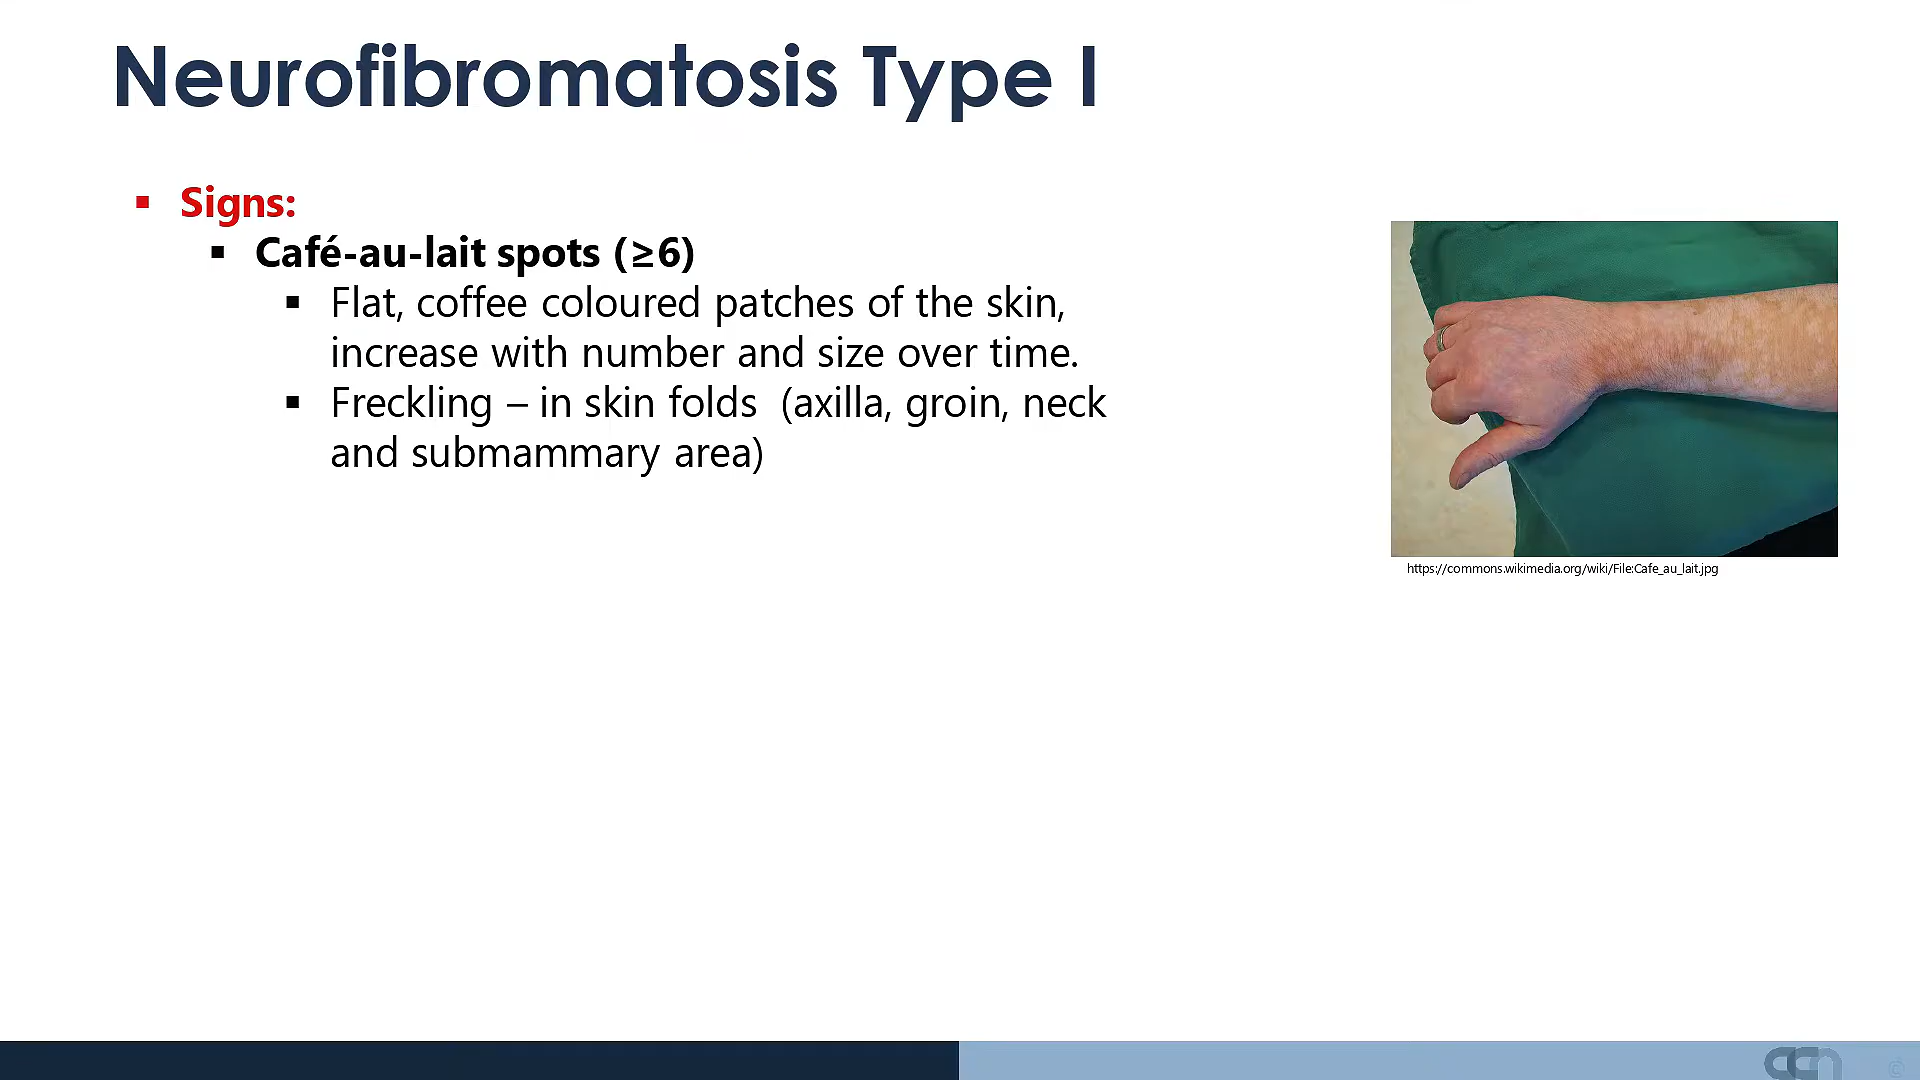 Neurofibromatosis Type I
Signs:
Café-au-lait spots (≥6)
Flat, coffee coloured patches of the skin,
increase with number and size over time.
Freckling – in skin folds (axilla, groin, neck
and submammary area)
https://commons.wikimedia.org/wiki/File:Cafe_au_lait.jpg